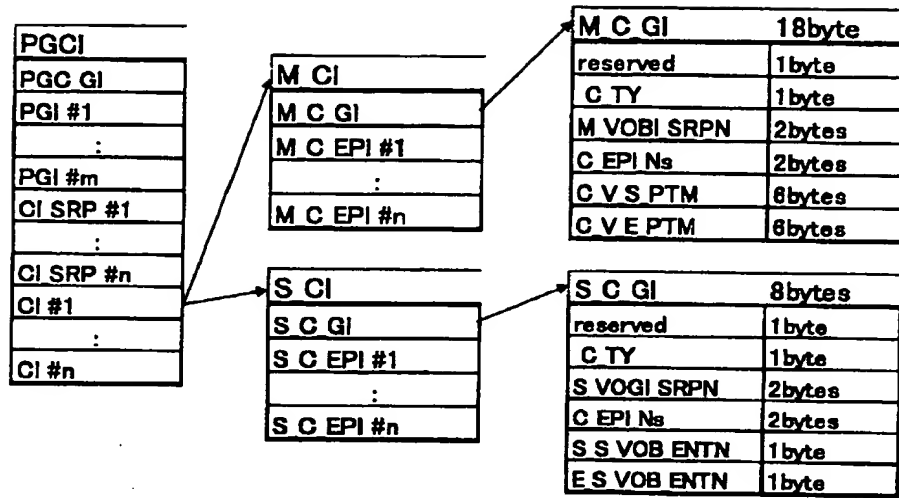 PGCI
PGC GI
PGI #1
:
PGI #m
CI SRP #1
:
CI SRP #n
CI #1
:
CI #n
M CI
M C GI
M C EPI #1
:
M C EPI #n
S CI
S C GI
S C EPI #1
:
S C EPI #n
M C GI 18byte
reserved 1byte
C TY 1byte
M VOBI SRPN 2bytes
C EPI Ns 2bytes
C V S PTM 6bytes
C V E PTM 6bytes
S C GI 8bytes
reserved 1byte
C TY 1byte
S VOGI SRPN 2bytes
C EPI Ns 2bytes
S S VOB ENTN 1byte
E S VOB ENTN 1byte